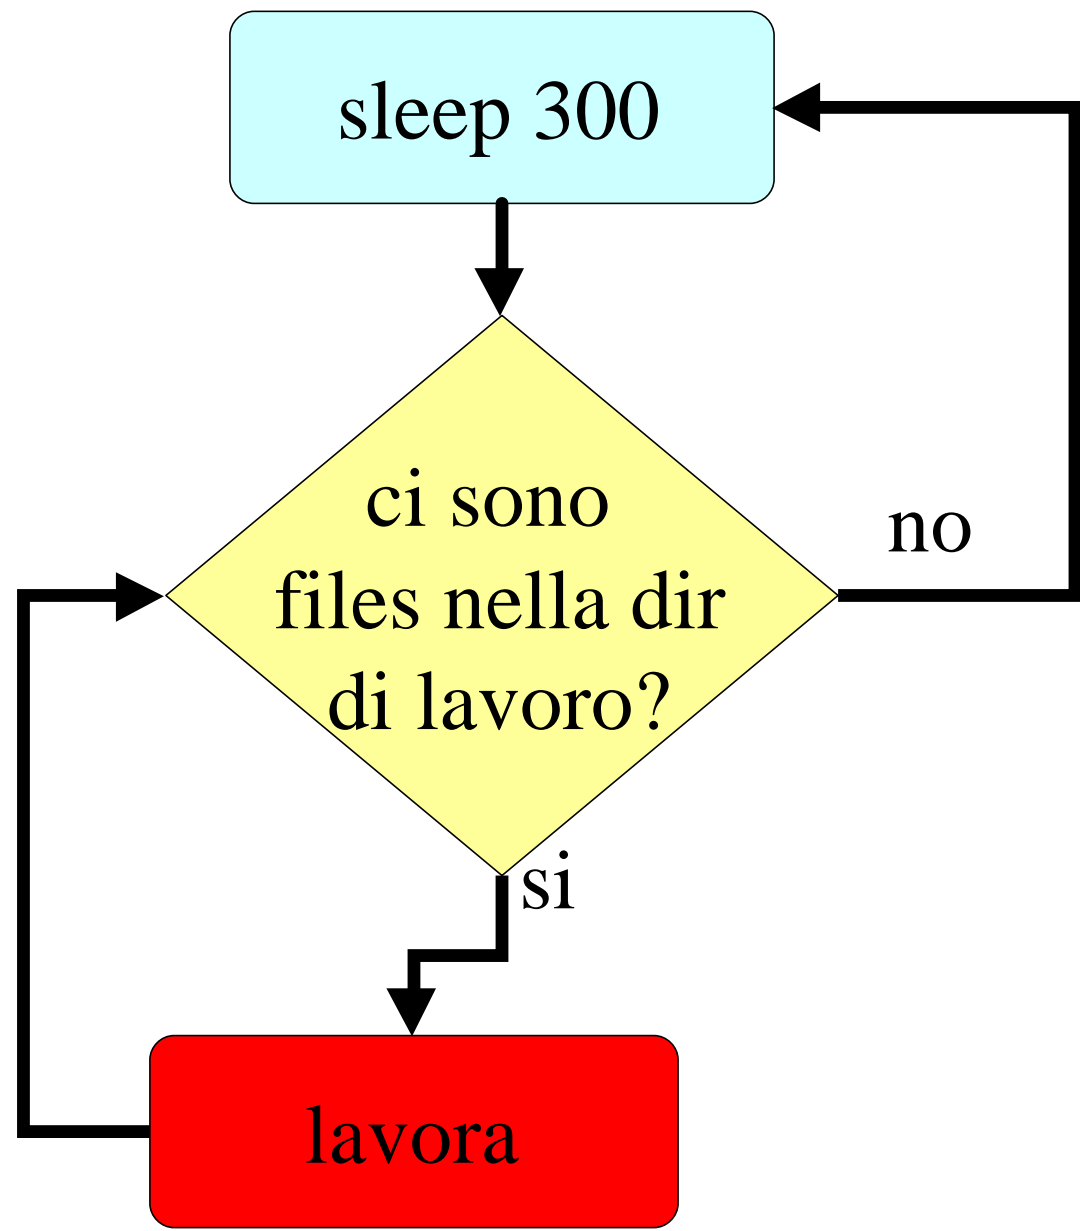 sleep 300
ci sono
files nella dir
di lavoro?
no
si
lavora